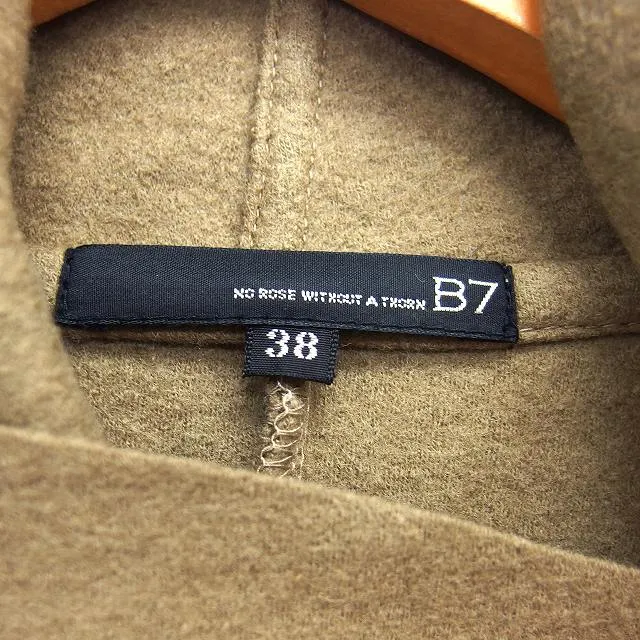 NO ROSE WITHOUT A THORN B7
38